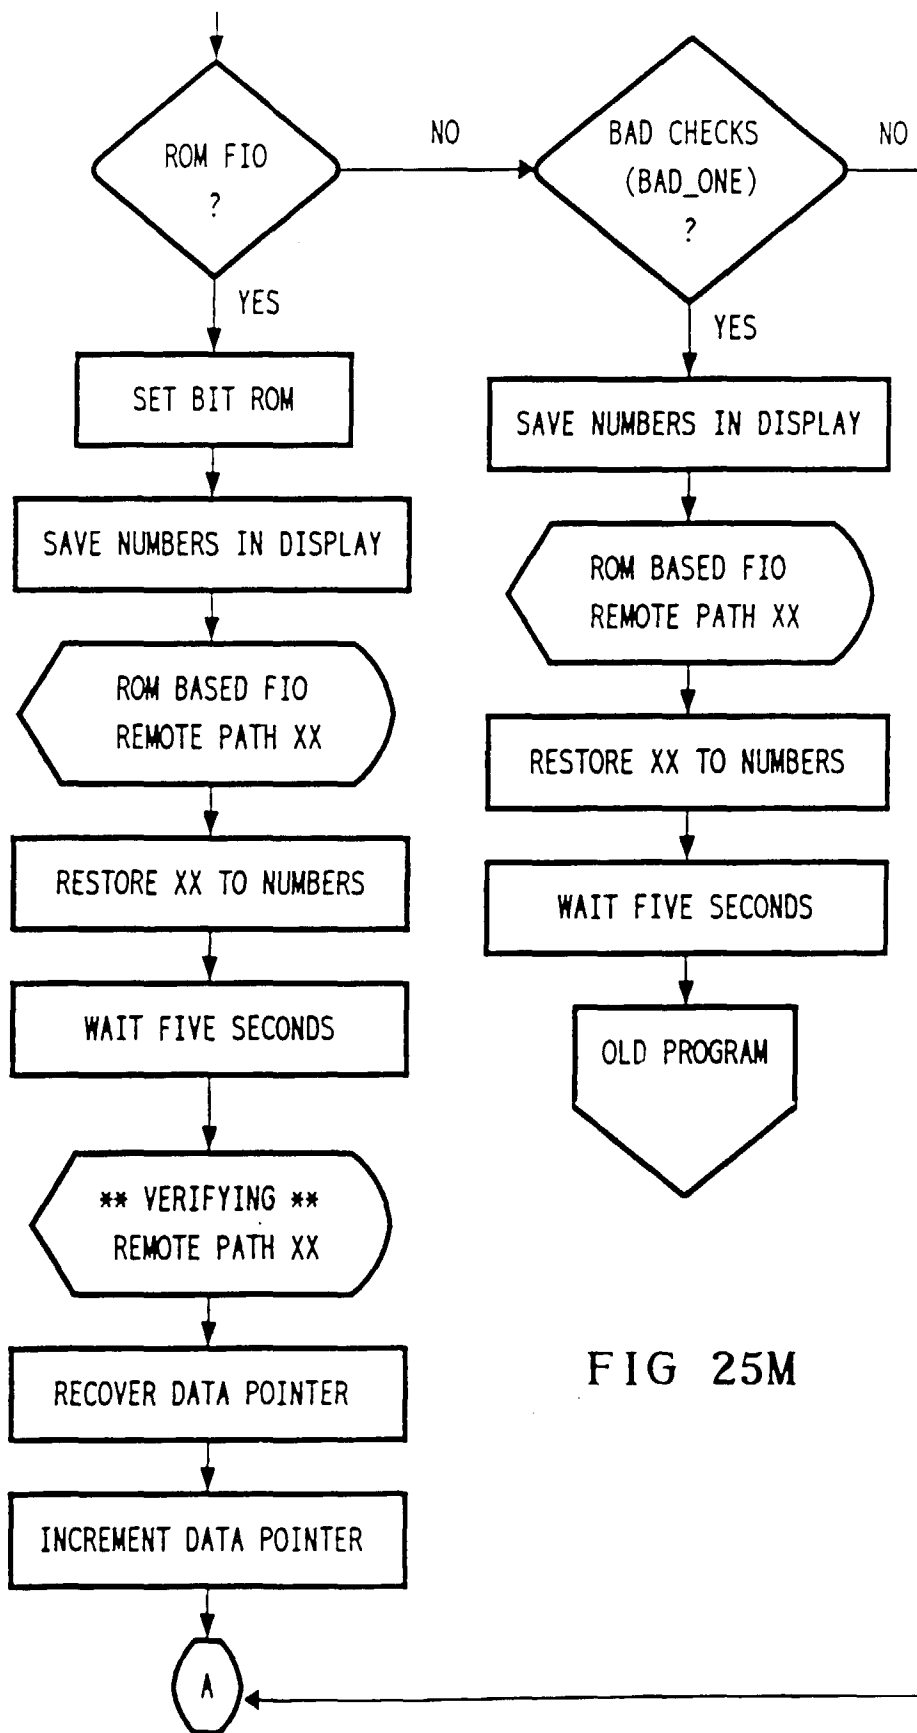 ROM FIO
?
NO
BAD CHECKS
(BAD_ONE)
?
NO
YES
SET BIT ROM
SAVE NUMBERS IN DISPLAY
ROM BASED FIO
REMOTE PATH XX
RESTORE XX TO NUMBERS
WAIT FIVE SECONDS
** VERIFYING **
REMOTE PATH XX
RECOVER DATA POINTER
INCREMENT DATA POINTER
A
YES
SAVE NUMBERS IN DISPLAY
ROM BASED FIO
REMOTE PATH XX
RESTORE XX TO NUMBERS
WAIT FIVE SECONDS
OLD PROGRAM
FIG 25M